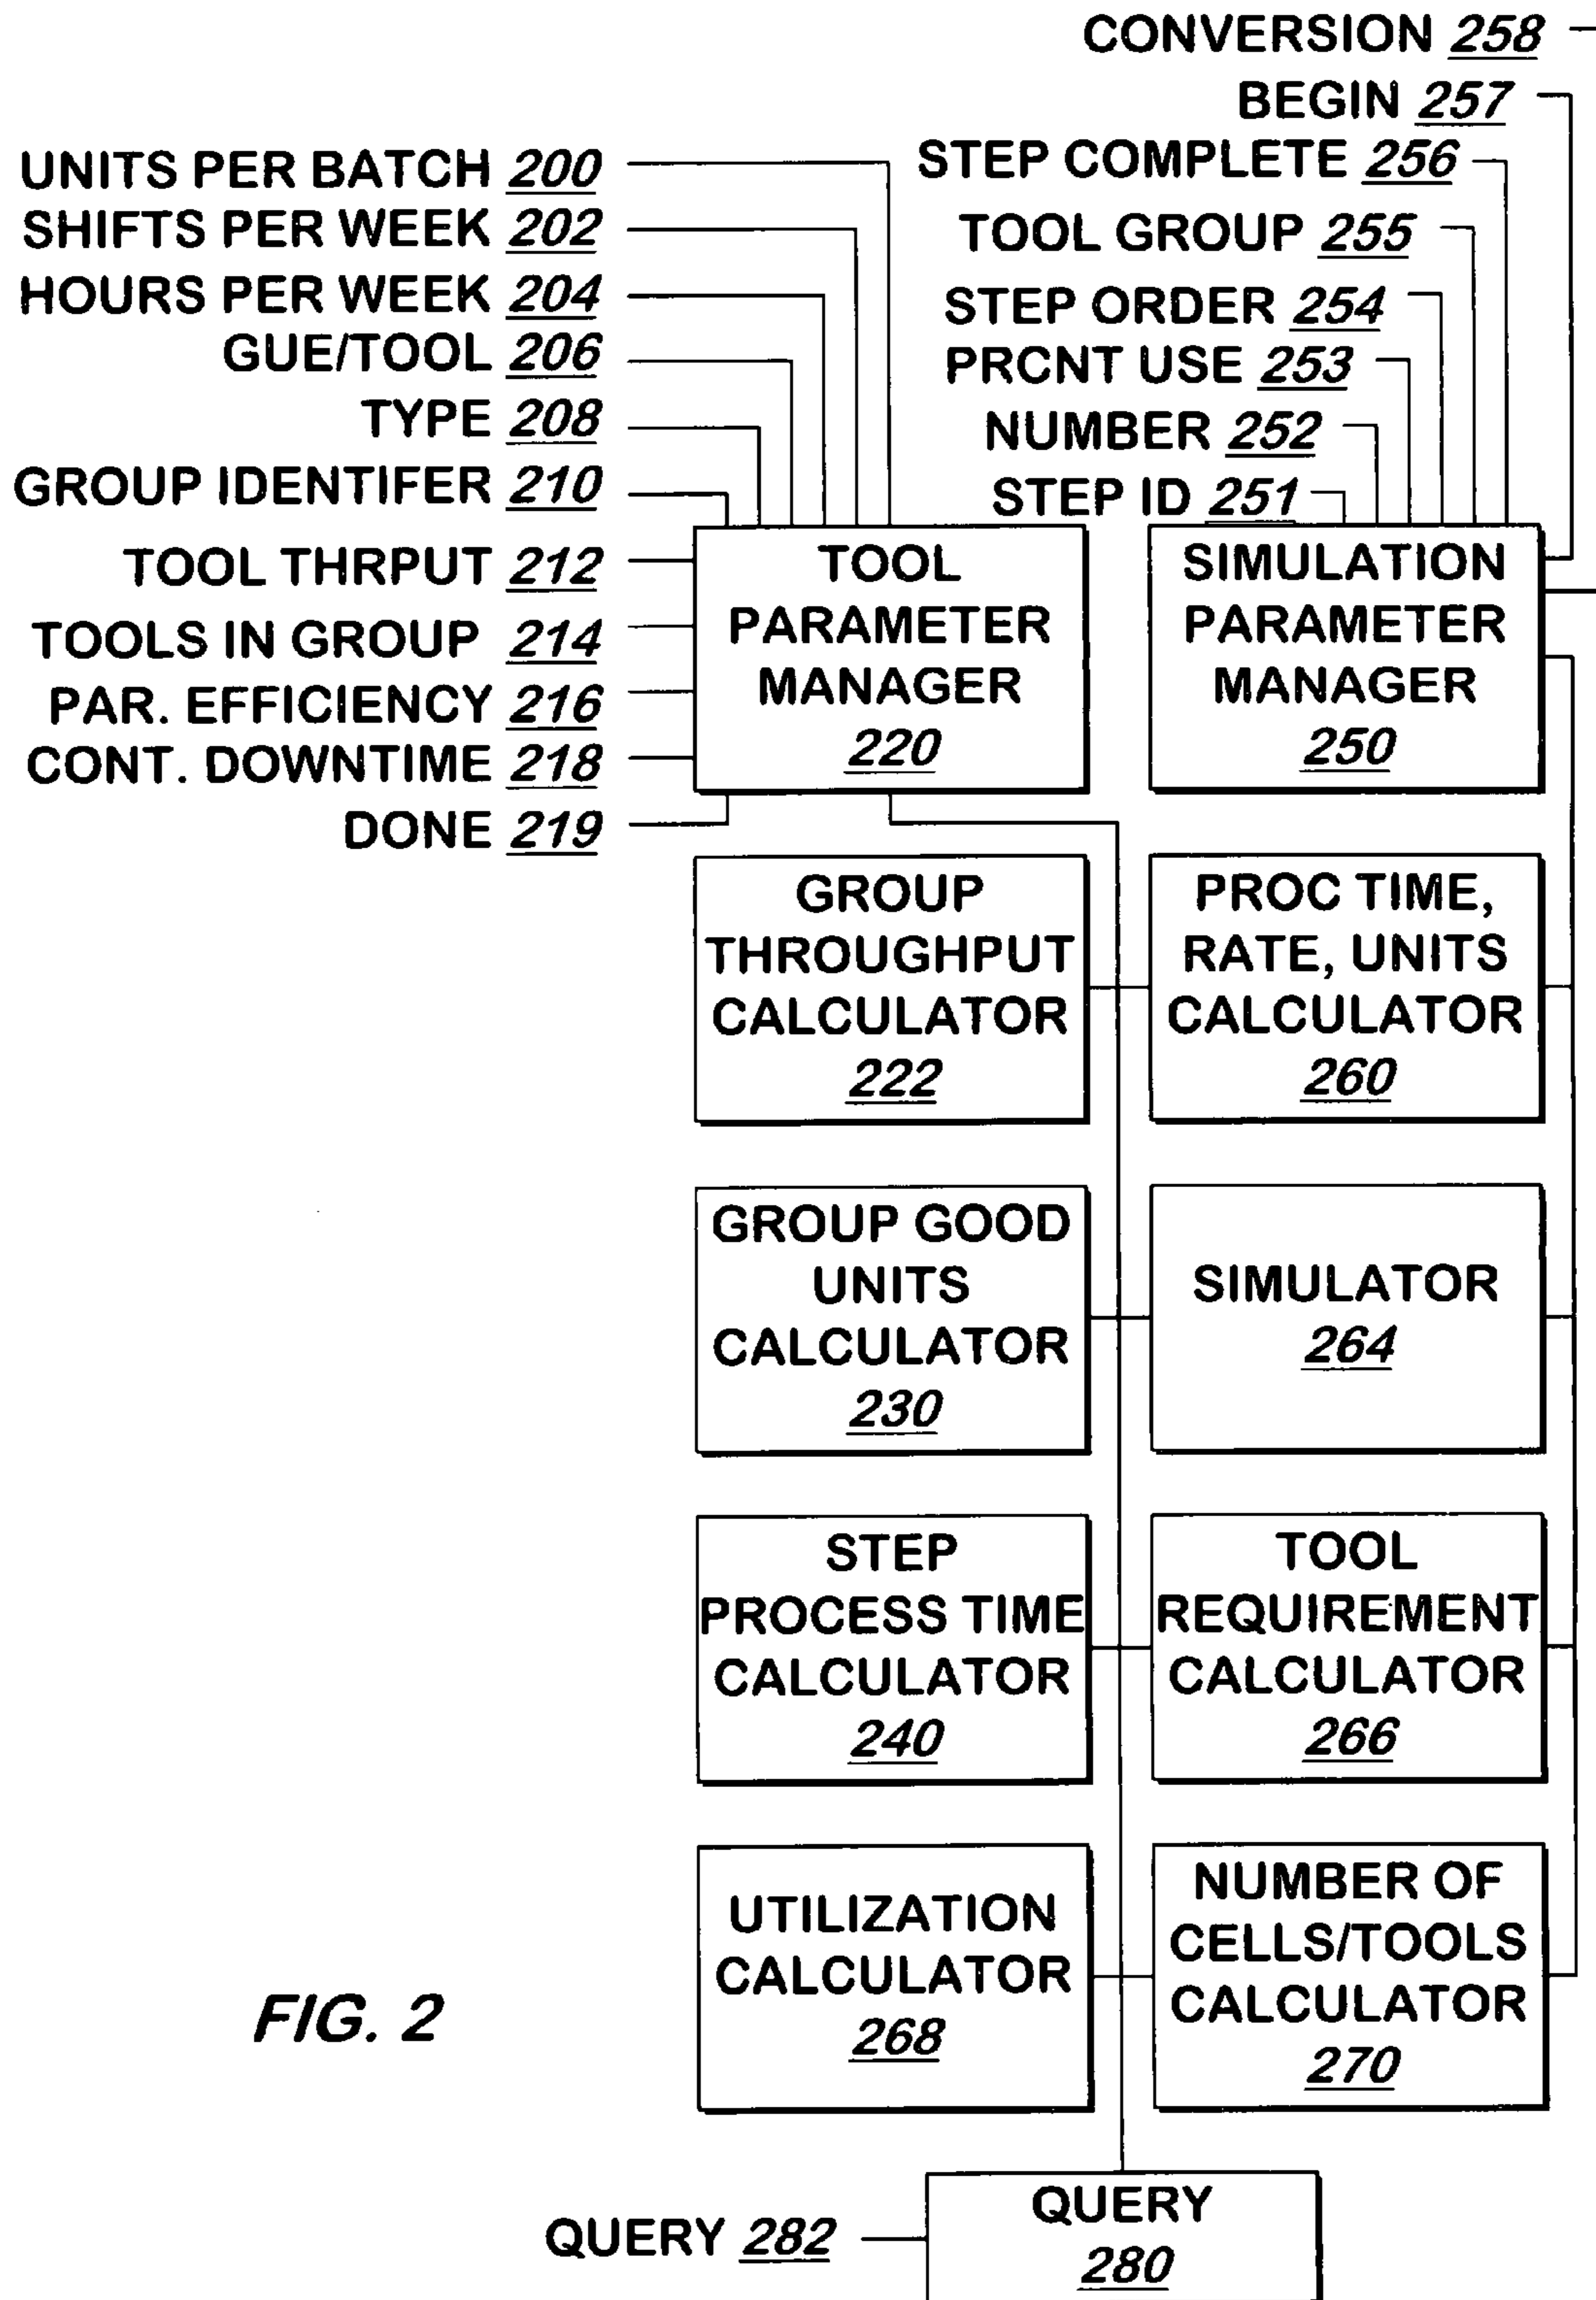 CONVERSION 258
BEGIN 257
STEP COMPLETE 256
TOOL GROUP 255
STEP ORDER 254
PRCNT USE 253
NUMBER 252
STEP ID 251
UNITS PER BATCH 200
SHIFTS PER WEEK 202
HOURS PER WEEK 204
GUE/TOOL 206
TYPE 208
GROUP IDENTIFER 210
TOOL THRPUT 212
TOOLS IN GROUP 214
PAR. EFFICIENCY 216
CONT. DOWNTIME 218
DONE 219
TOOL
PARAMETER
MANAGER
220
SIMULATION
PARAMETER
MANAGER
250
GROUP
THROUGHPUT
CALCULATOR
222
PROC TIME,
RATE, UNITS
CALCULATOR
260
GROUP GOOD
UNITS
CALCULATOR
230
SIMULATOR
264
STEP
PROCESS TIME
CALCULATOR
240
TOOL
REQUIREMENT
CALCULATOR
266
UTILIZATION
CALCULATOR
268
NUMBER OF
CELLS/TOOLS
CALCULATOR
270
FIG. 2
QUERY 282
QUERY
280